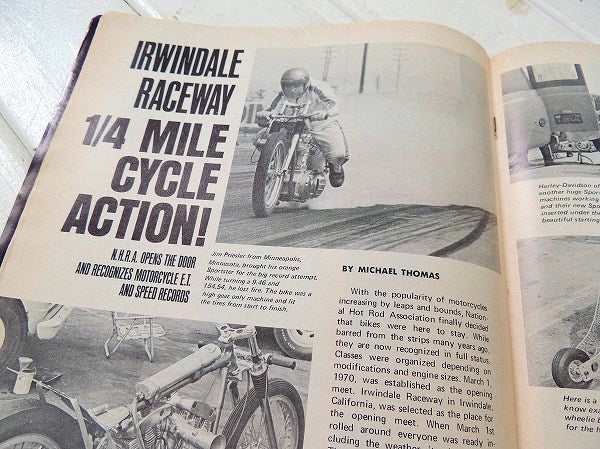 IRWINDALE
RACEWAY
1/4 MILE
CYCLE
ACTION!
N.H.R.A. OPENS THE DOOR
AND RECOGNIZES MOTORCYCLE E.T.
AND SPEED RECORDS
Jim Priesler from Minneapolis,
Minnesota, brought his orange
Sportster for the big record attempt.
While turning a 9.46 and
154.54, he lost fire. The bike was a
high gear only machine and lit
the tires from start to finish.
BY MICHAEL THOMAS
With the popularity of motorcycles
increasing by leaps and bounds, Nation-
al Hot Rod Association finally decided
that bikes were here to stay. While
barred from the strips many years ago,
they are now recognized in full status.
Classes were organized depending on
modifications and engine sizes. March 1,
1970, was established as the opening
meet. Irwindale Raceway in Irwindale,
California, was selected as the place for
the opening meet. When March 1st
rolled around everyone was ready in-
cluding the weather
Harley-Davidson of
another huge Spor
machines working
and their new Spor
inserted under the
beautiful starting
Here is a
know exa
wheelie b
for the h